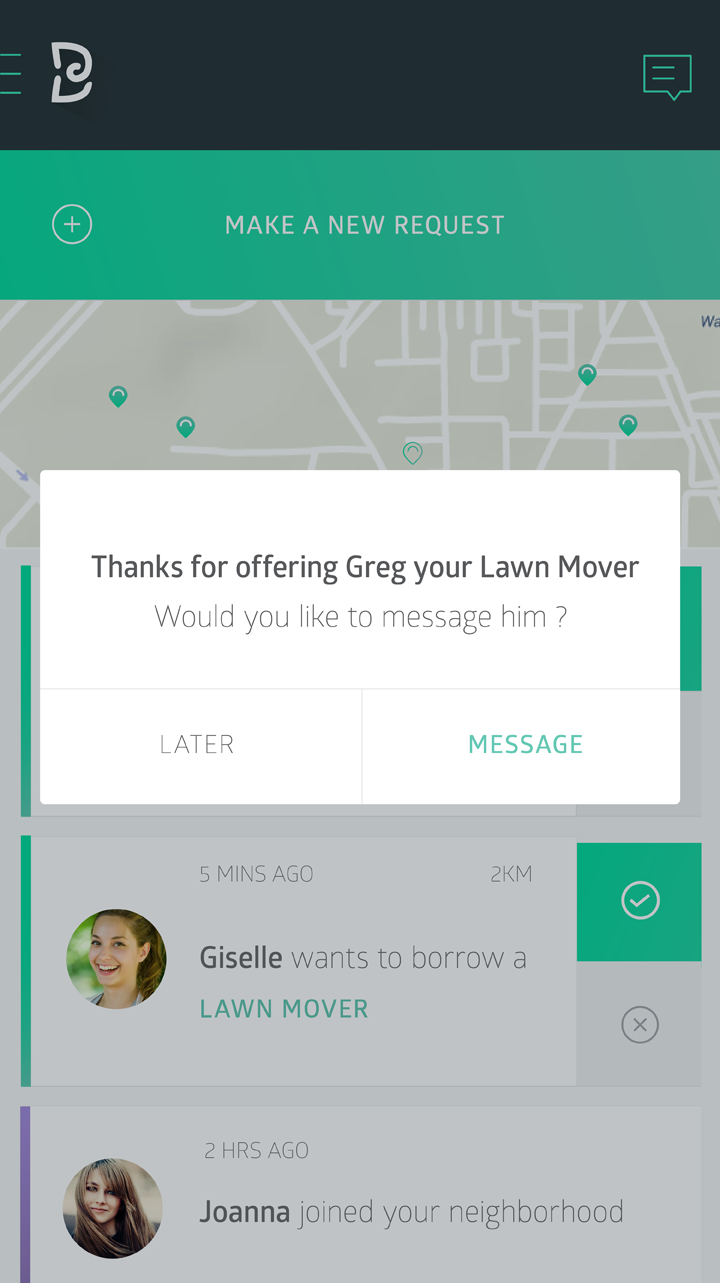 MAKE A NEW REQUEST
Wa
Thanks for offering Greg your Lawn Mover
Would you like to message him ?
LATER
MESSAGE
5 MINS AGO
2KM
Giselle wants to borrow a
LAWN MOVER
2 HRS AGO
Joanna joined your neighborhood